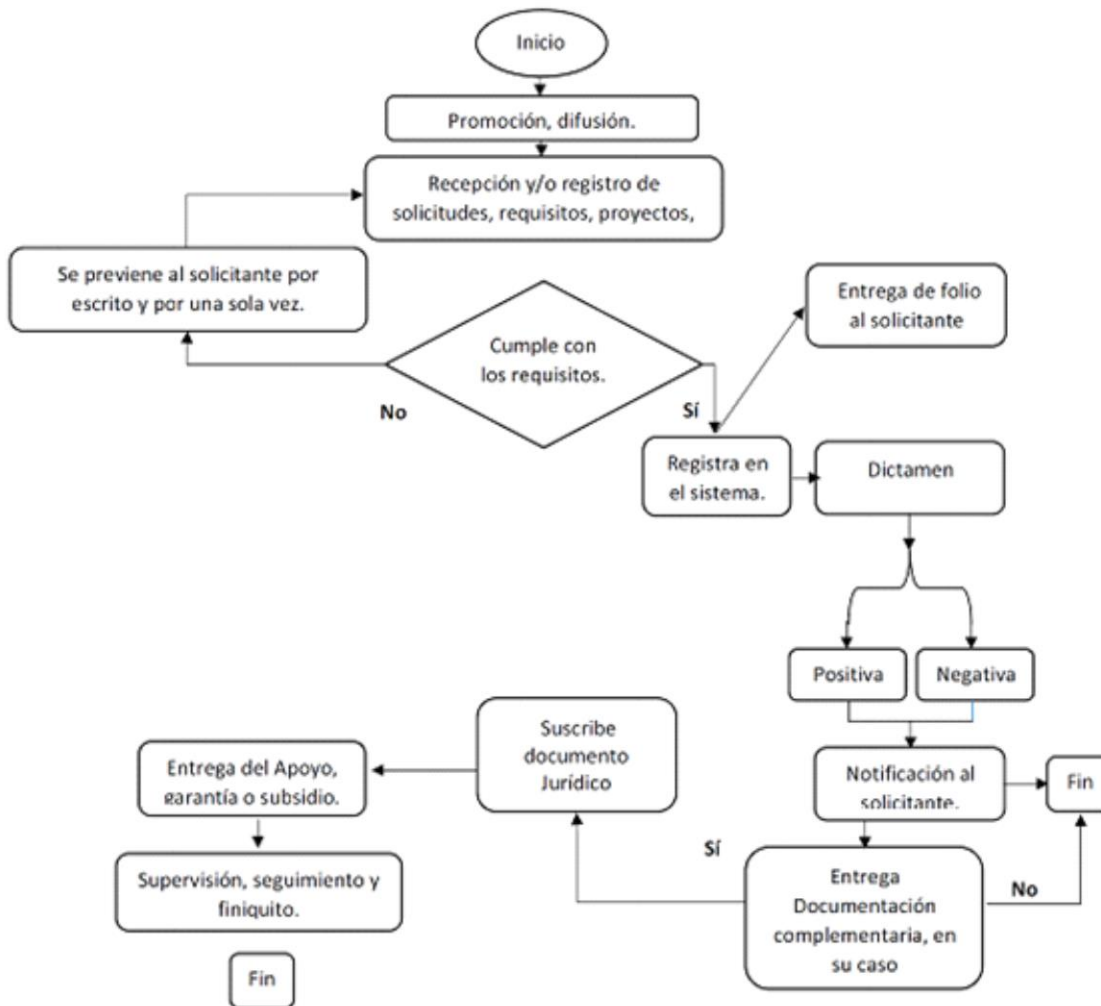 Inicio
Promoción, difusión.
Recepción y/o registro de
solicitudes, requisitos, proyectos,
Se previene al solicitante por
escrito y por una sola vez.
Entrega de folio
al solicitante
Cumple con
los requisitos.
No
Sí
Registra en
el sistema.
Dictamen
Positiva
Negativa
Suscribe
documento
Jurídico
Entrega del Apoyo,
garantía o subsidio.
Notificación al
solicitante.
Fin
Supervisión, seguimiento y
finiquito.
Sí
Entrega
Documentación
complementaria, en
su caso
No
Fin